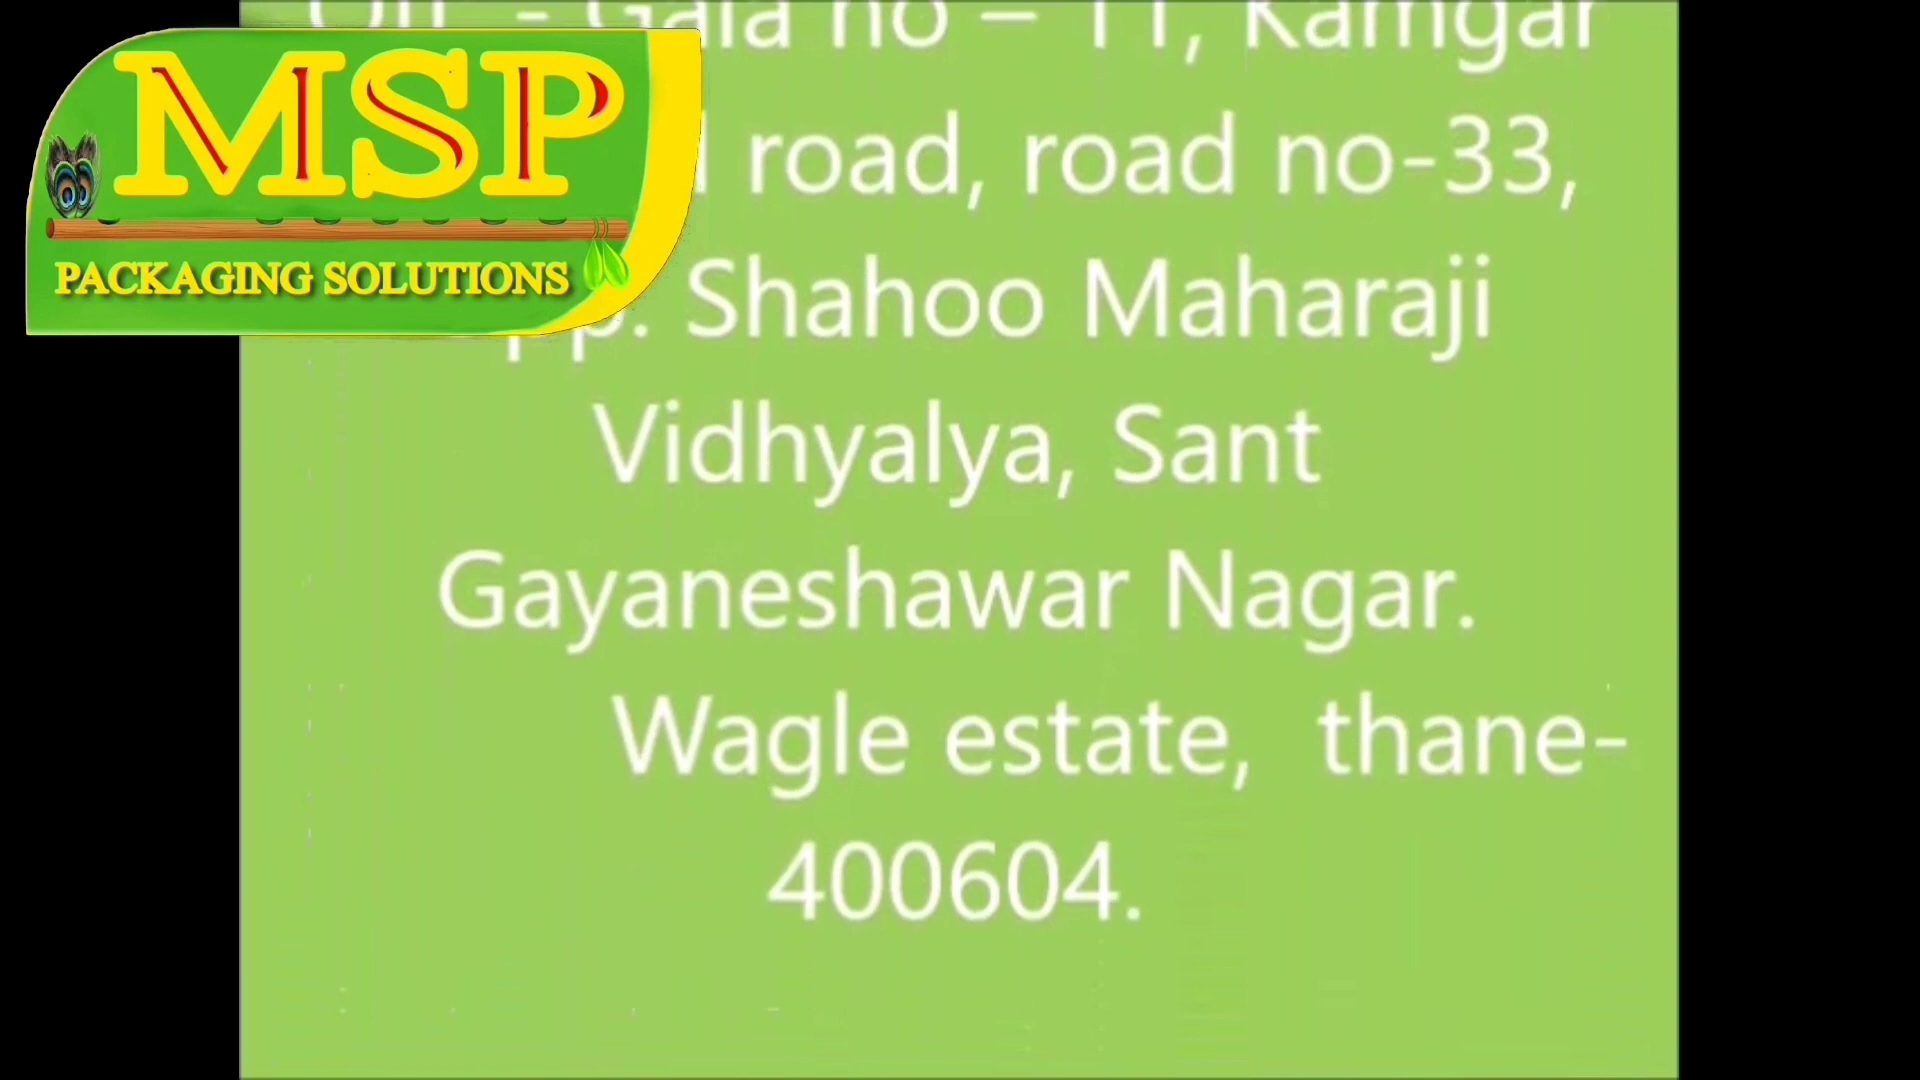 MSP
PACKAGING SOLUTIONS
- Gala no – 11, Kamgar
road, road no-33,
Shahoo Maharaji
Vidhyalya, Sant
Gayaneshawar Nagar.
Wagle estate, thane-
400604.